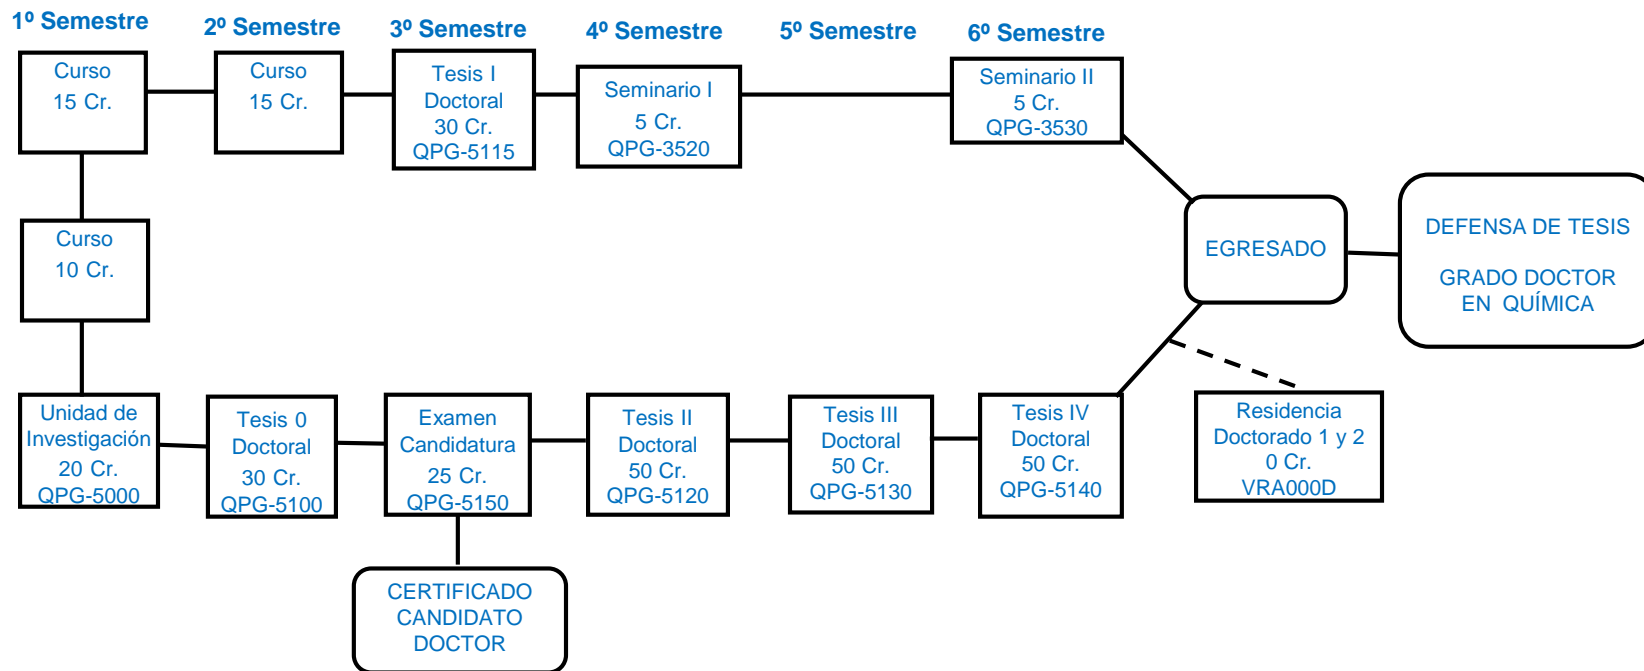 1º Semestre
2º Semestre
3º Semestre
4º Semestre
5º Semestre
6º Semestre
Curso
15 Cr.
Curso
15 Cr.
Tesis I
Doctoral
30 Cr.
QPG-5115
Seminario I
5 Cr.
QPG-3520
Seminario II
5 Cr.
QPG-3530
Curso
10 Cr.
EGRESADO
DEFENSA DE TESIS
GRADO DOCTOR
EN QUÍMICA
Unidad de
Investigación
20 Cr.
QPG-5000
Tesis 0
Doctoral
30 Cr.
QPG-5100
Examen
Candidatura
25 Cr.
QPG-5150
Tesis II
Doctoral
50 Cr.
QPG-5120
Tesis III
Doctoral
50 Cr.
QPG-5130
Tesis IV
Doctoral
50 Cr.
QPG-5140
Residencia
Doctorado 1 y 2
0 Cr.
VRA000D
CERTIFICADO
CANDIDATO
DOCTOR